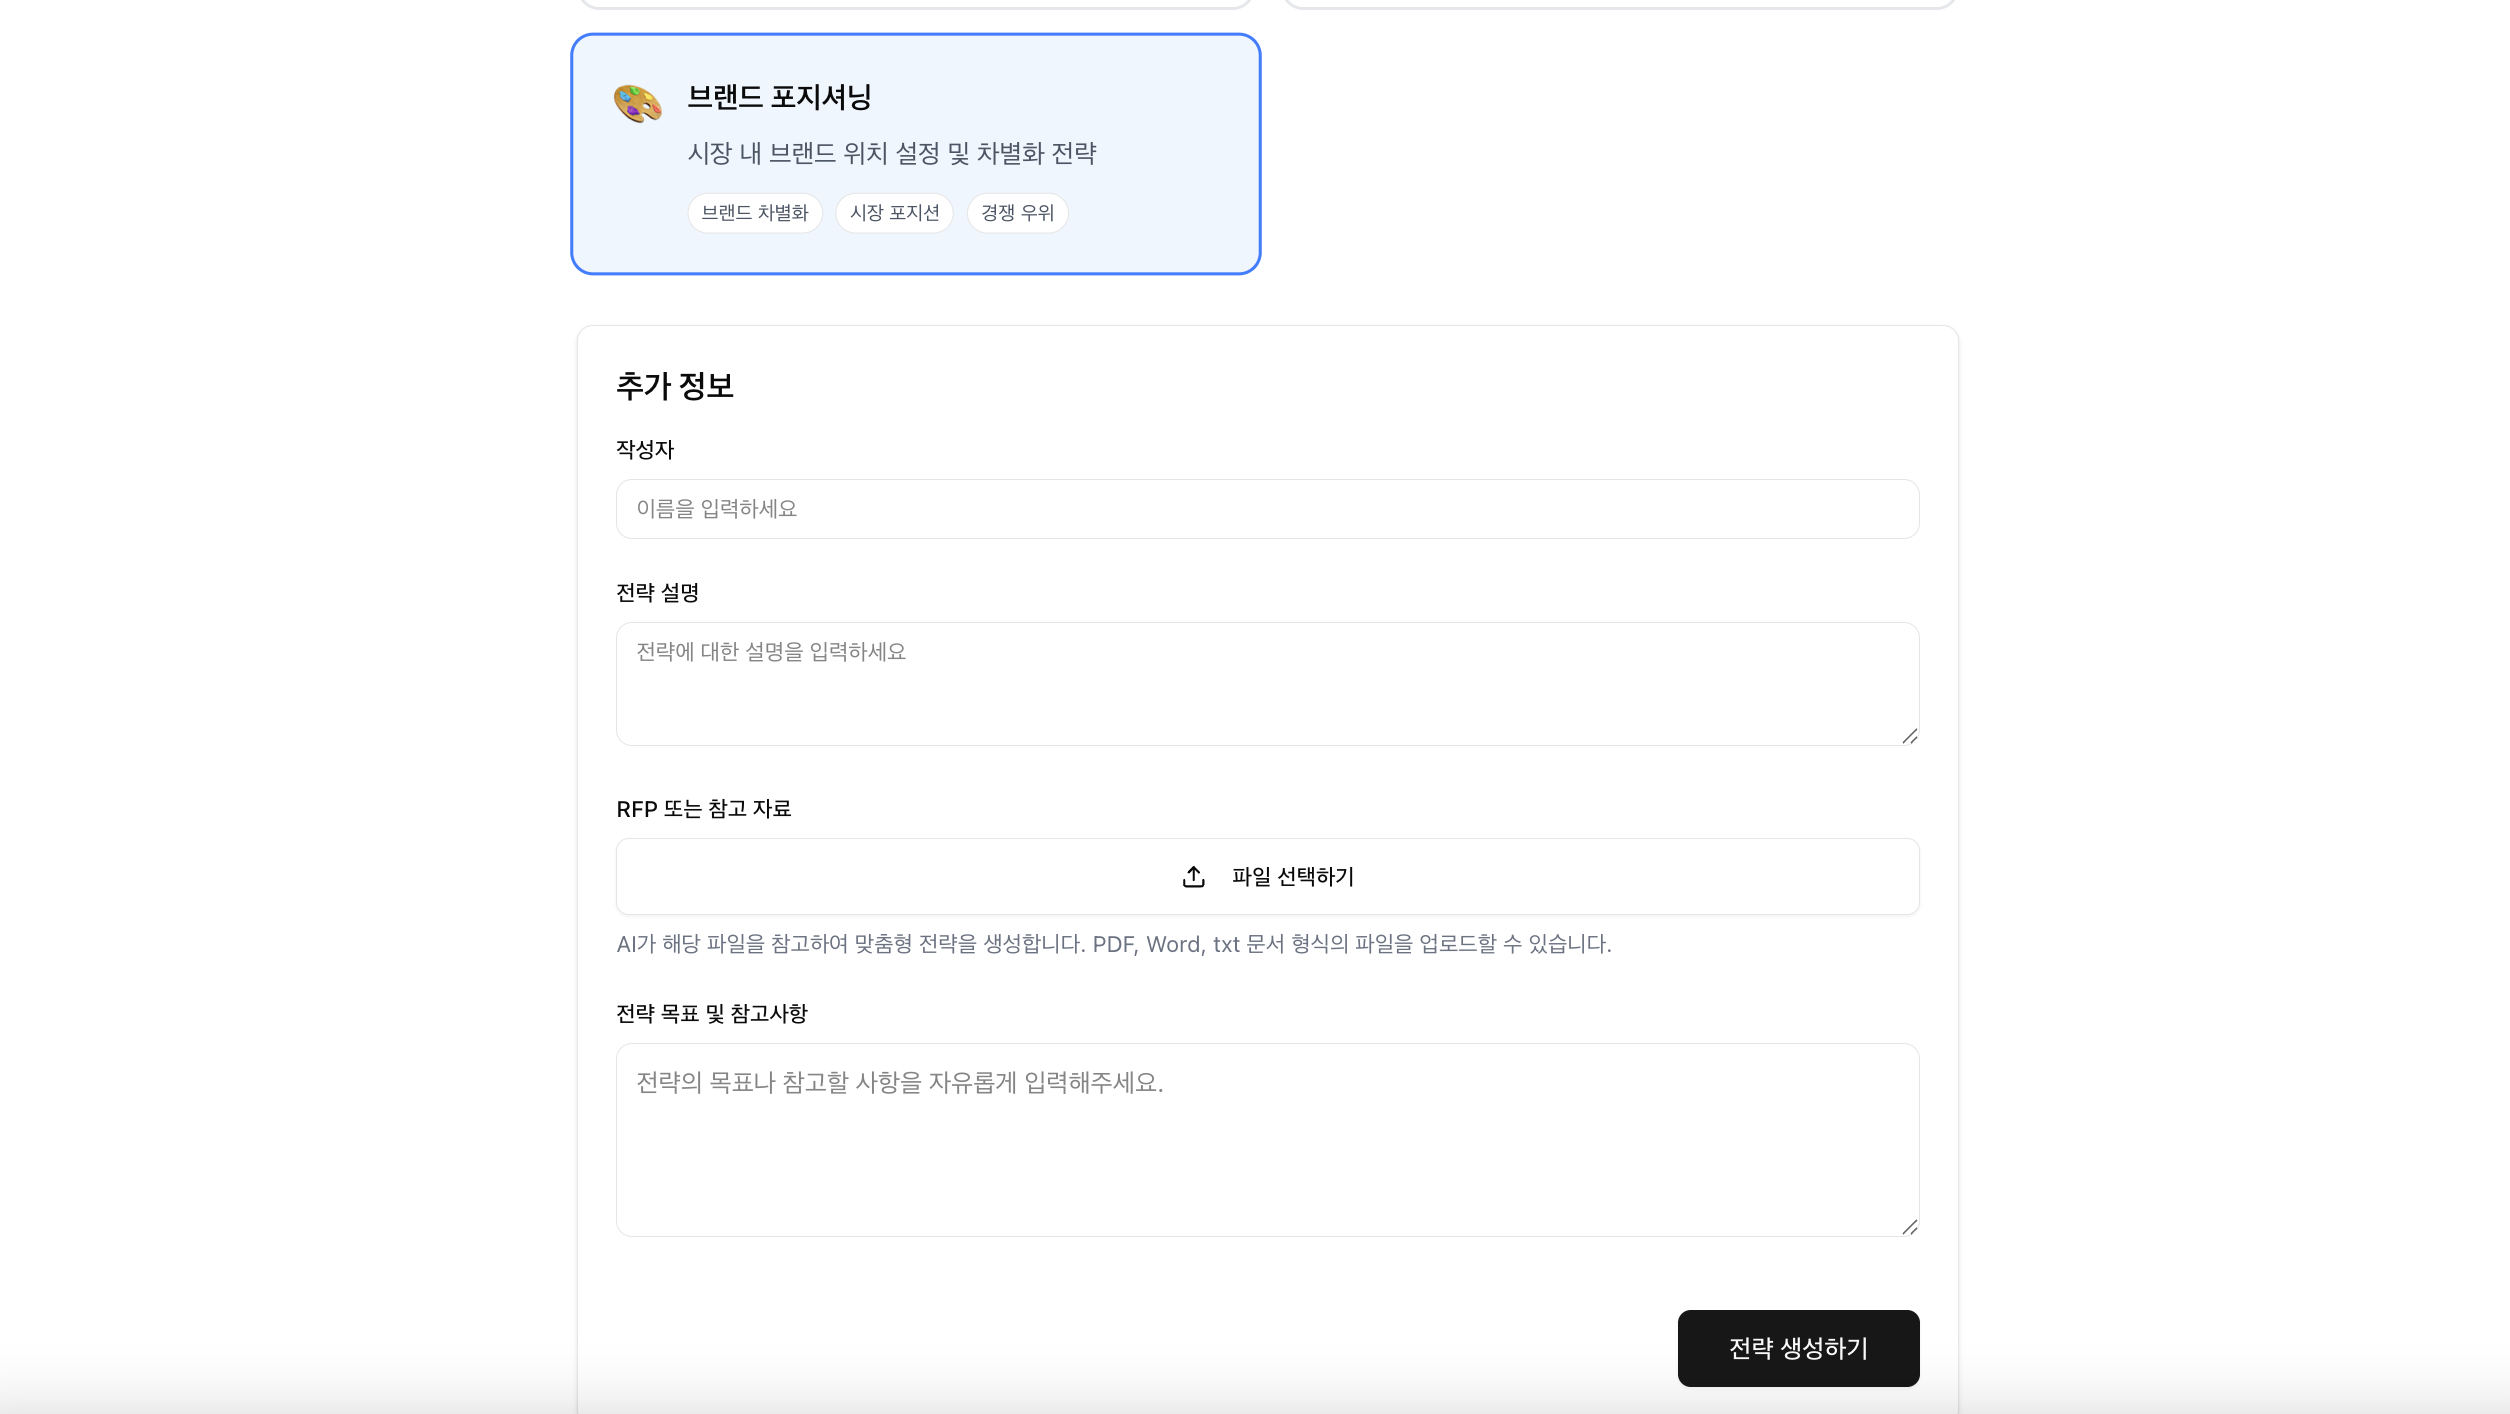 브랜드 포지셔닝
시장 내 브랜드 위치 설정 및 차별화 전략
브랜드 차별화
시장 포지션
경쟁 우위
추가 정보
작성자
이름을 입력하세요
전략 설명
전략에 대한 설명을 입력하세요
RFP 또는 참고 자료
파일 선택하기
AI가 해당 파일을 참고하여 맞춤형 전략을 생성합니다. PDF, Word, txt 문서 형식의 파일을 업로드할 수 있습니다.
전략 목표 및 참고사항
전략의 목표나 참고할 사항을 자유롭게 입력해주세요.
전략 생성하기